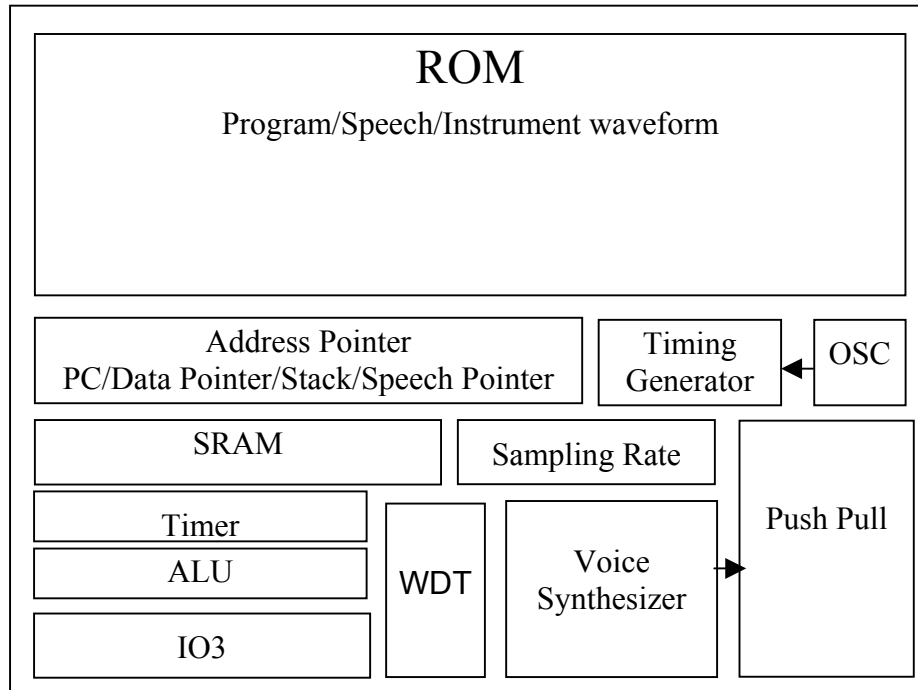 ROM
Program/Speech/Instrument waveform
Address Pointer
PC/Data Pointer/Stack/Speech Pointer
Timing
Generator
OSC
SRAM
Sampling Rate
Push Pull
Timer
ALU
IO3
WDT
Voice
Synthesizer